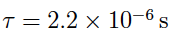 τ = 2.2 × 10⁻⁶ s